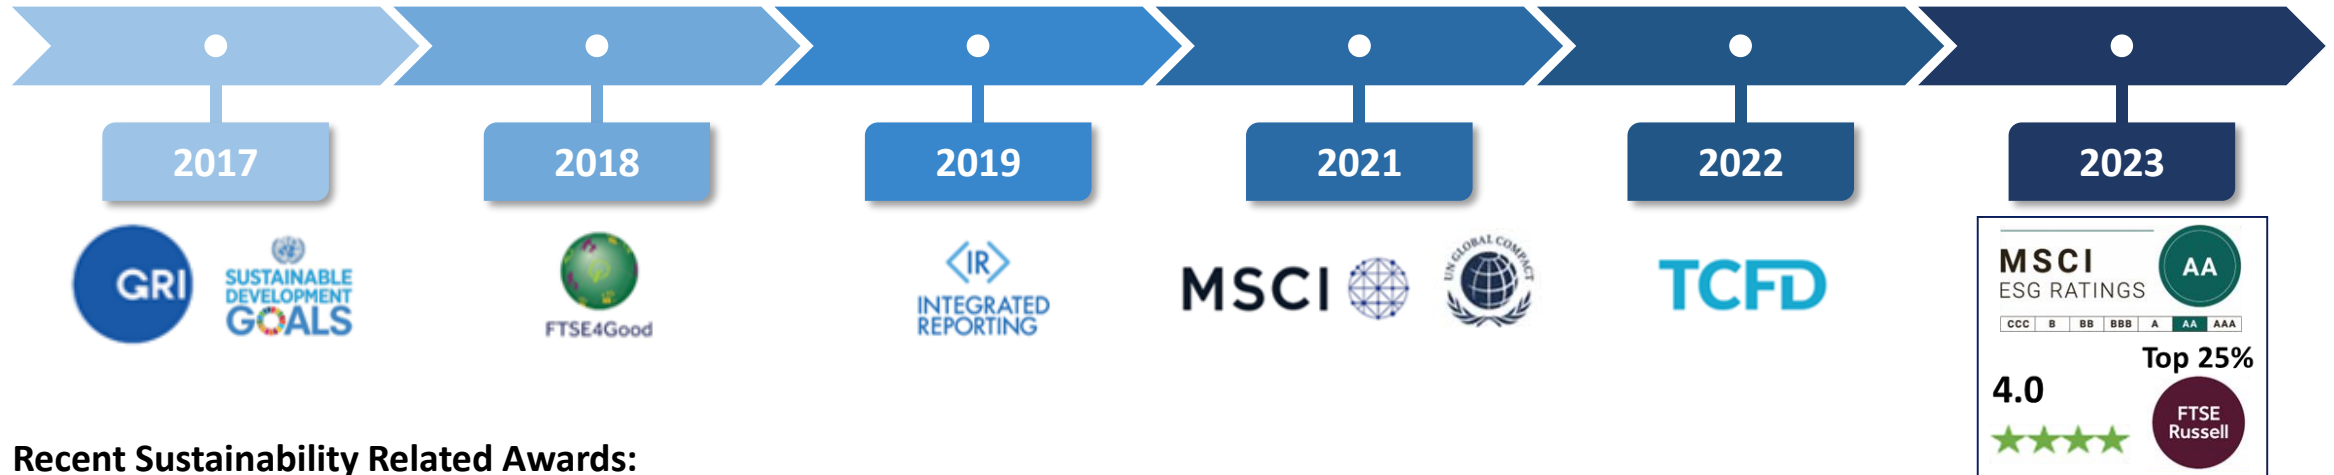 2017
2018
2019
2021
2022
2023
GRI
SUSTAINABLE
DEVELOPMENT
GOALS
FTSE4Good
IR
INTEGRATED
REPORTING
MSCI
UN GLOBAL COMPACT
TCFD
MSCI
ESG RATINGS
AA
CCC B BB BBB A AA AAA
Top 25%
4.0
FTSE
Russell
Recent Sustainability Related Awards: